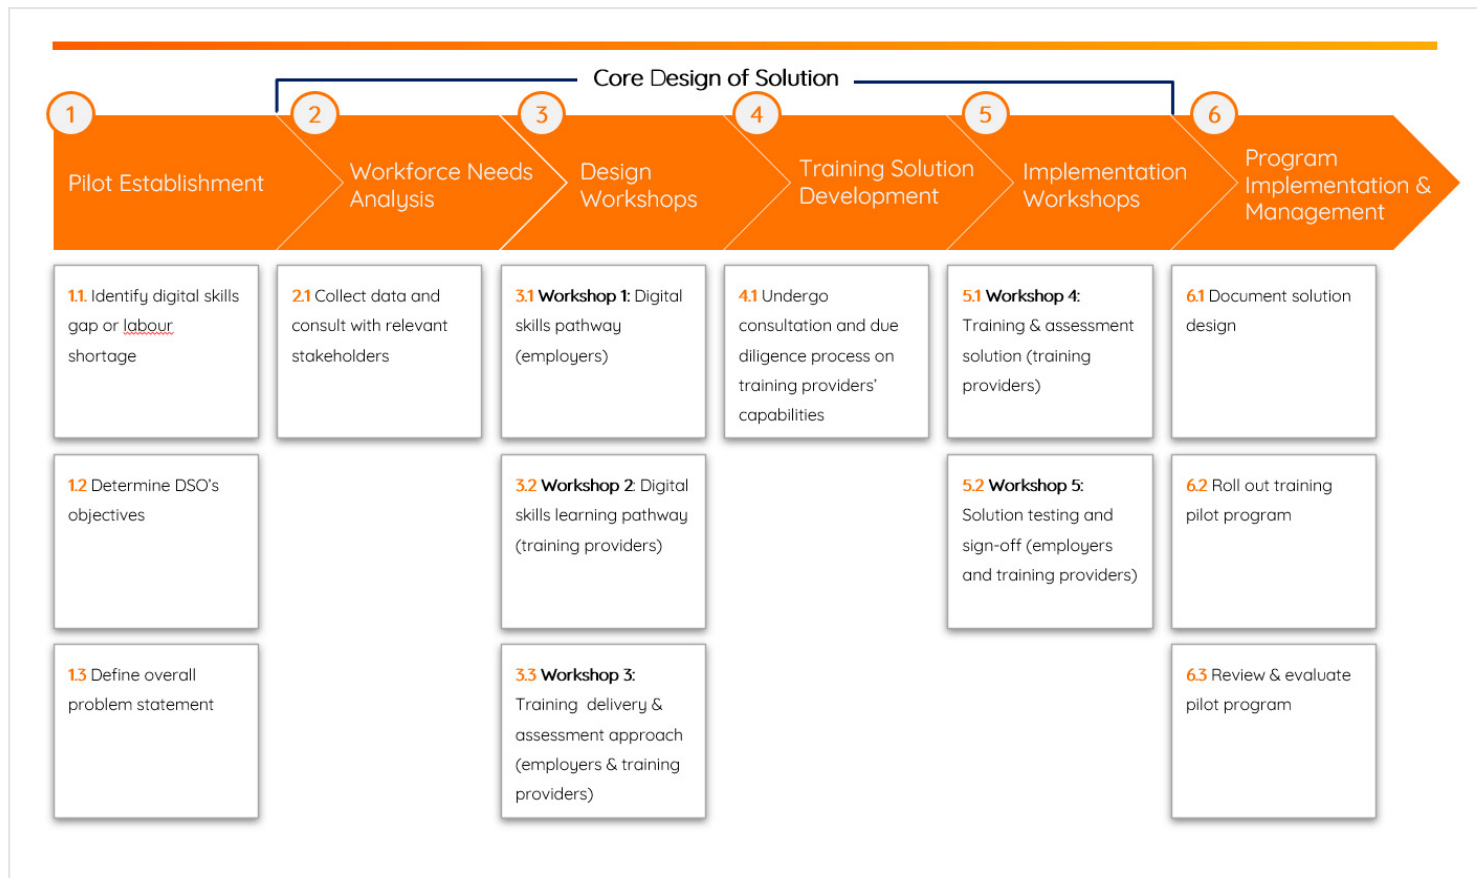 Core Design of Solution
1
2
3
4
5
6
Pilot Establishment
Workforce Needs
Analysis
Design
Workshops
Training Solution
Development
Implementation
Workshops
Program
Implementation &
Management
1.1. Identify digital skills
gap or labour
shortage
2.1 Collect data and
consult with relevant
stakeholders
3.1 Workshop 1: Digital
skills pathway
(employers)
4.1 Undergo
consultation and due
diligence process on
training providers’
capabilities
5.1 Workshop 4:
Training & assessment
solution (training
providers)
6.1 Document solution
design
1.2 Determine DSO’s
objectives
3.2 Workshop 2: Digital
skills learning pathway
(training providers)
5.2 Workshop 5:
Solution testing and
sign-off (employers
and training providers)
6.2 Roll out training
pilot program
1.3 Define overall
problem statement
3.3 Workshop 3:
Training delivery &
assessment approach
(employers & training
providers)
6.3 Review & evaluate
pilot program